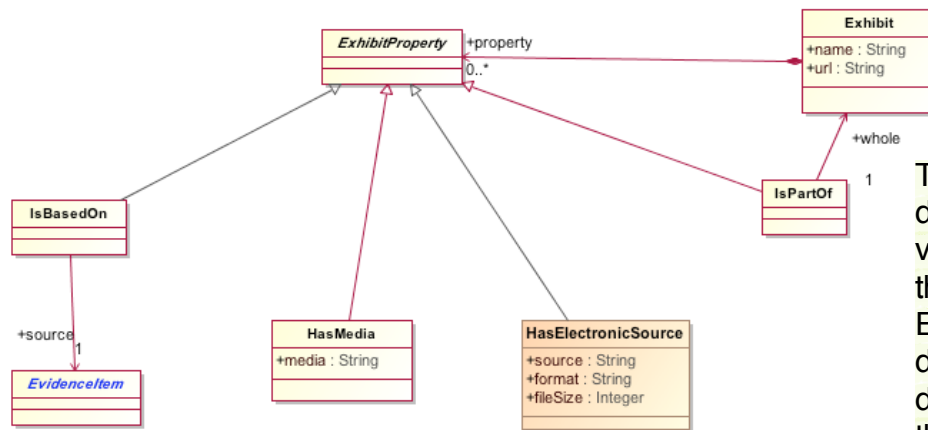 Exhibit
+name : String
+url : String
ExhibitProperty
+property
0..*
+whole
1
IsPartOf
IsBasedOn
+source
1
HasMedia
+media : String
HasElectronicSource
+source : String
+format : String
+fileSize : Integer
EvidenceItem
T
d
v
th
E
d
d